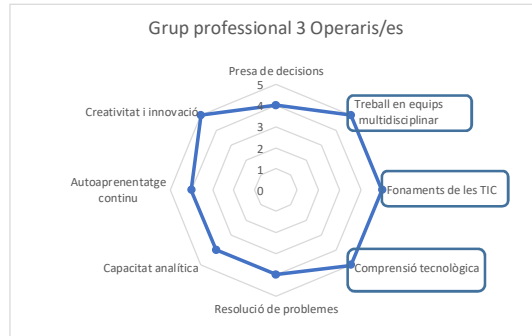 Grup professional 3 Operaris/es
Presa de decisions
Creativitat i innovació
Treball en equips
multidisciplinar
5
4
3
2
1
0
Autoaprenentatge
continu
Fonaments de les TIC
Capacitat analítica
Comprensió tecnològica
Resolució de problemes